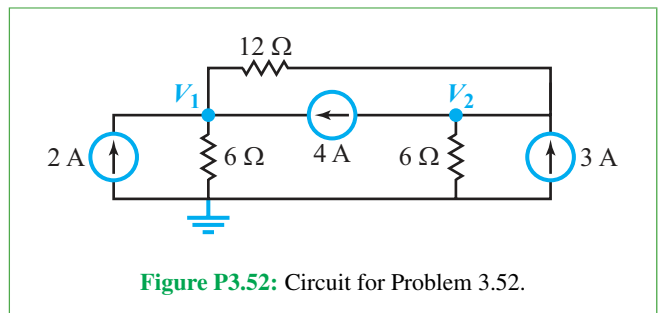 12 Ω
V1 V2
2 A 6 Ω 4 A 6 Ω 3 A
Figure P3.52: Circuit for Problem 3.52.